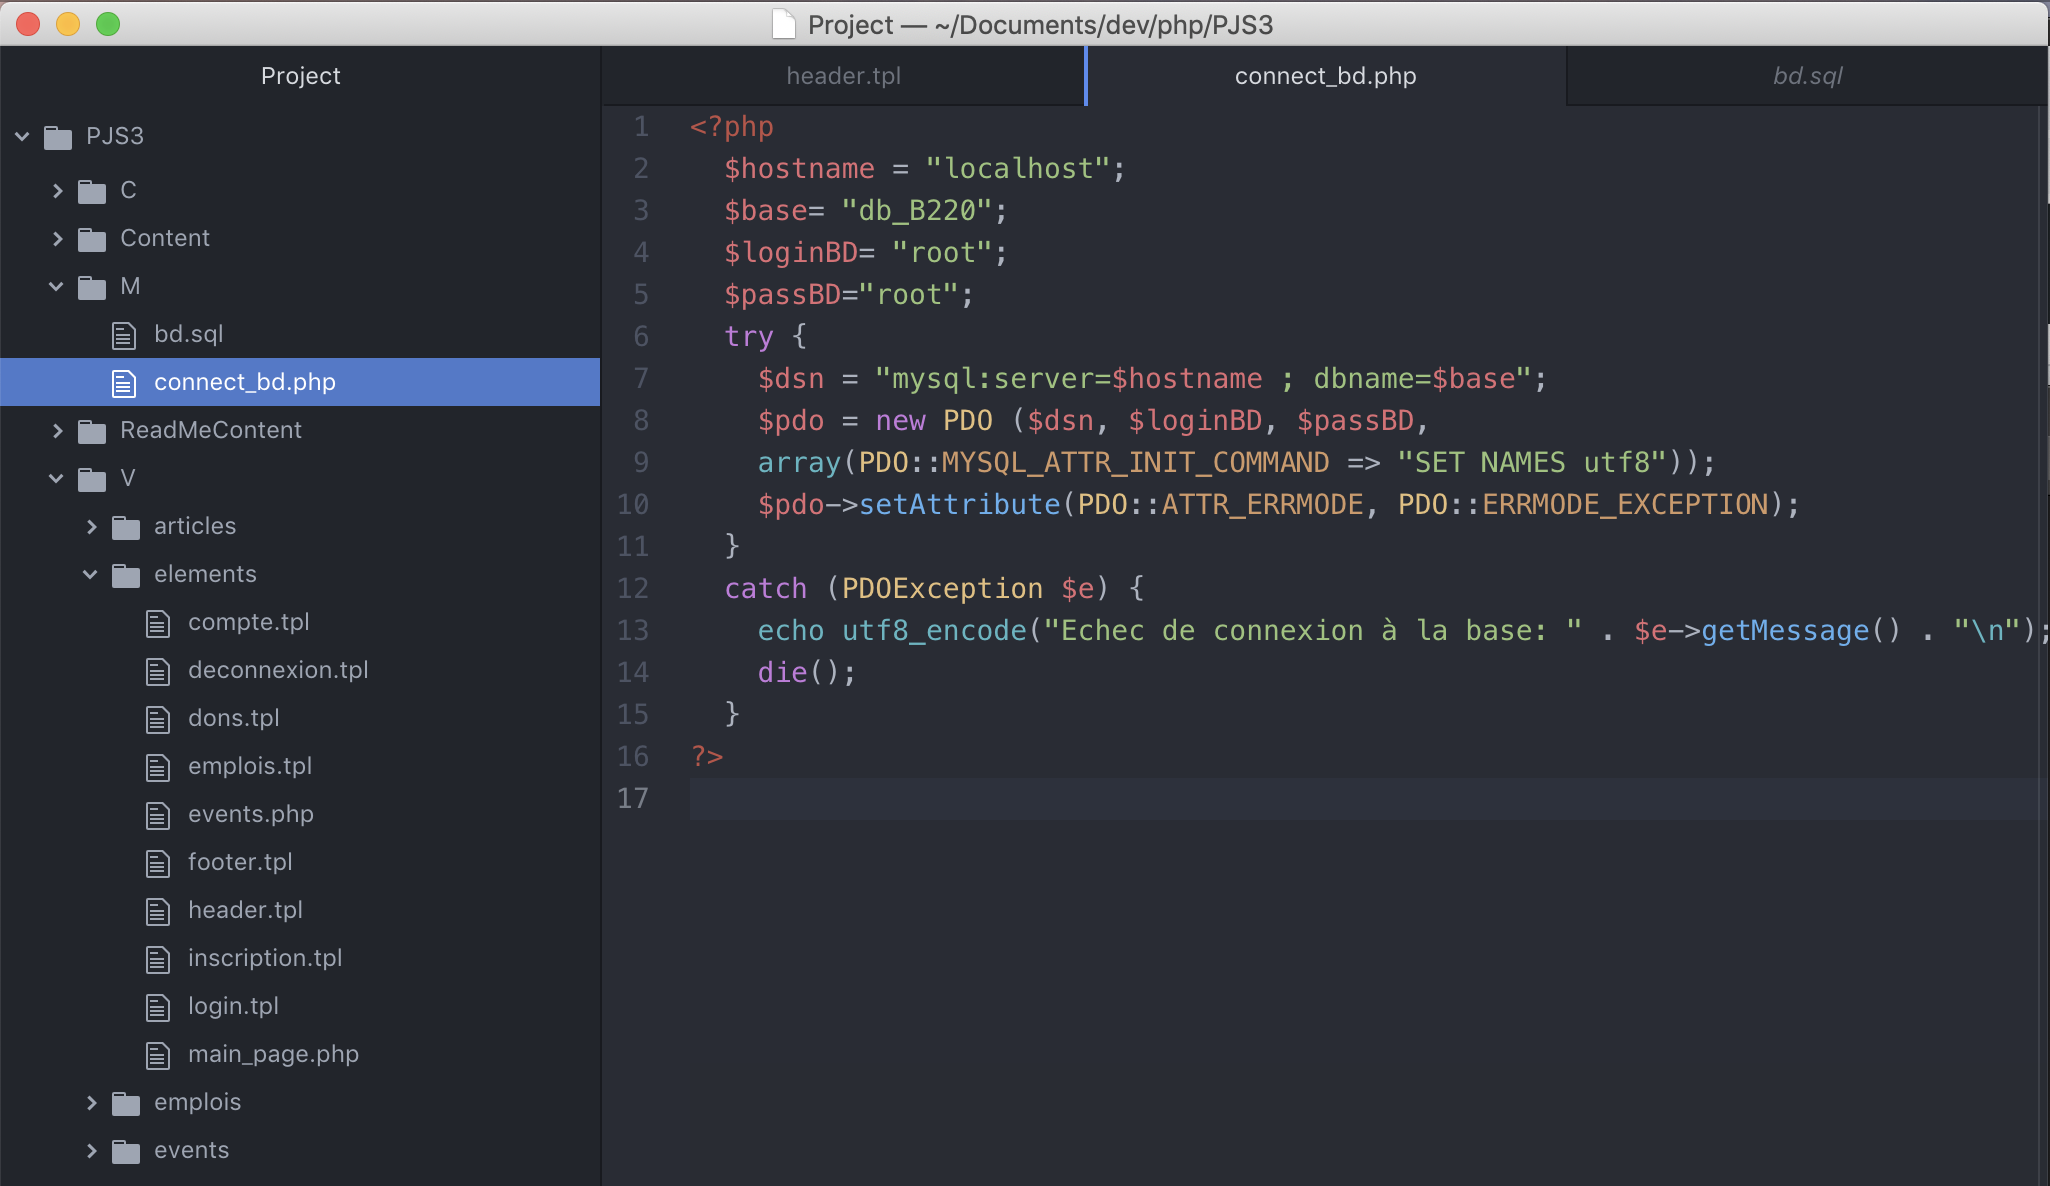 Project — ~/Documents/dev/php/PJS3
Project
PJS3
C
Content
M
bd.sql
connect_bd.php
ReadMeContent
V
articles
elements
compte.tpl
deconnexion.tpl
dons.tpl
emplois.tpl
events.php
footer.tpl
header.tpl
inscription.tpl
login.tpl
main_page.php
emplois
events
header.tpl
connect_bd.php
bd.sql
1 <?php
2 $hostname = "localhost";
3 $base= "db_B220";
4 $loginBD= "root";
5 $passBD="root";
6 try {
7 $dsn = "mysql:server=$hostname ; dbname=$base";
8 $pdo = new PDO ($dsn, $loginBD, $passBD,
9 array(PDO::MYSQL_ATTR_INIT_COMMAND => "SET NAMES utf8"));
10 $pdo->setAttribute(PDO::ATTR_ERRMODE, PDO::ERRMODE_EXCEPTION);
11 }
12 catch (PDOException $e) {
13 echo utf8_encode("Echec de connexion à la base: " . $e->getMessage() . "\n");
14 die();
15 }
16 ?>
17